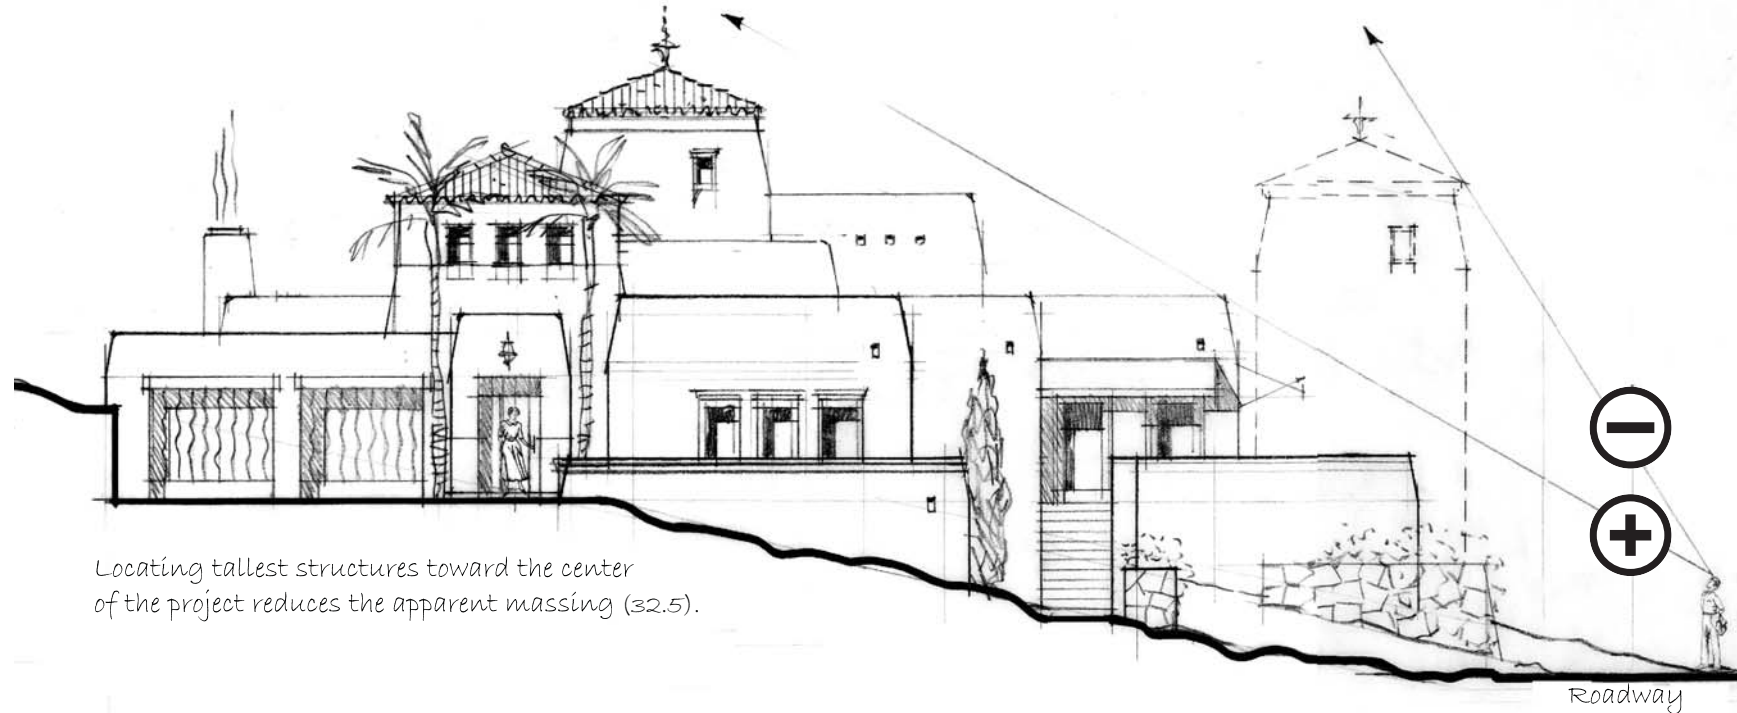 Locating tallest structures toward the center
of the project reduces the apparent massing (32.5).
Roadway